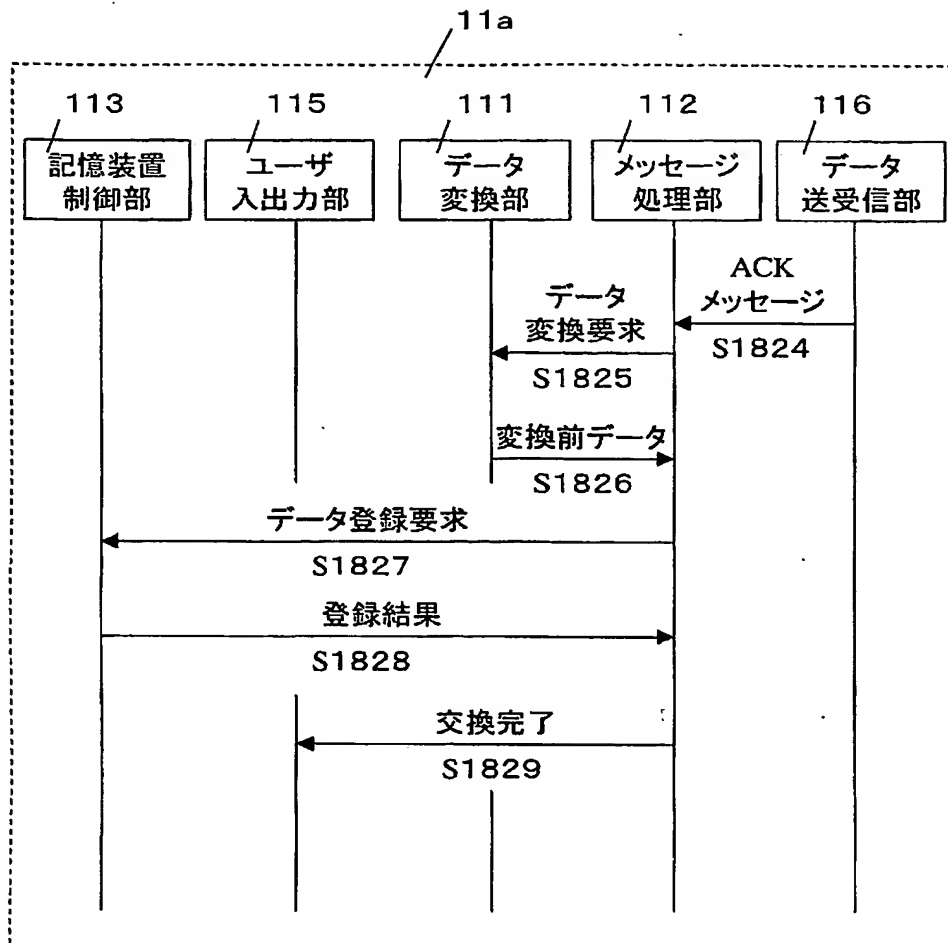 11a
113
115
111
112
116
記憶装置
制御部
ユーザ
入出力部
データ
変換部
メッセージ
処理部
データ
送受信部
ACK
メッセージ
S1824
データ
変換要求
S1825
変換前データ
S1826
データ登録要求
S1827
登録結果
S1828
交換完了
S1829